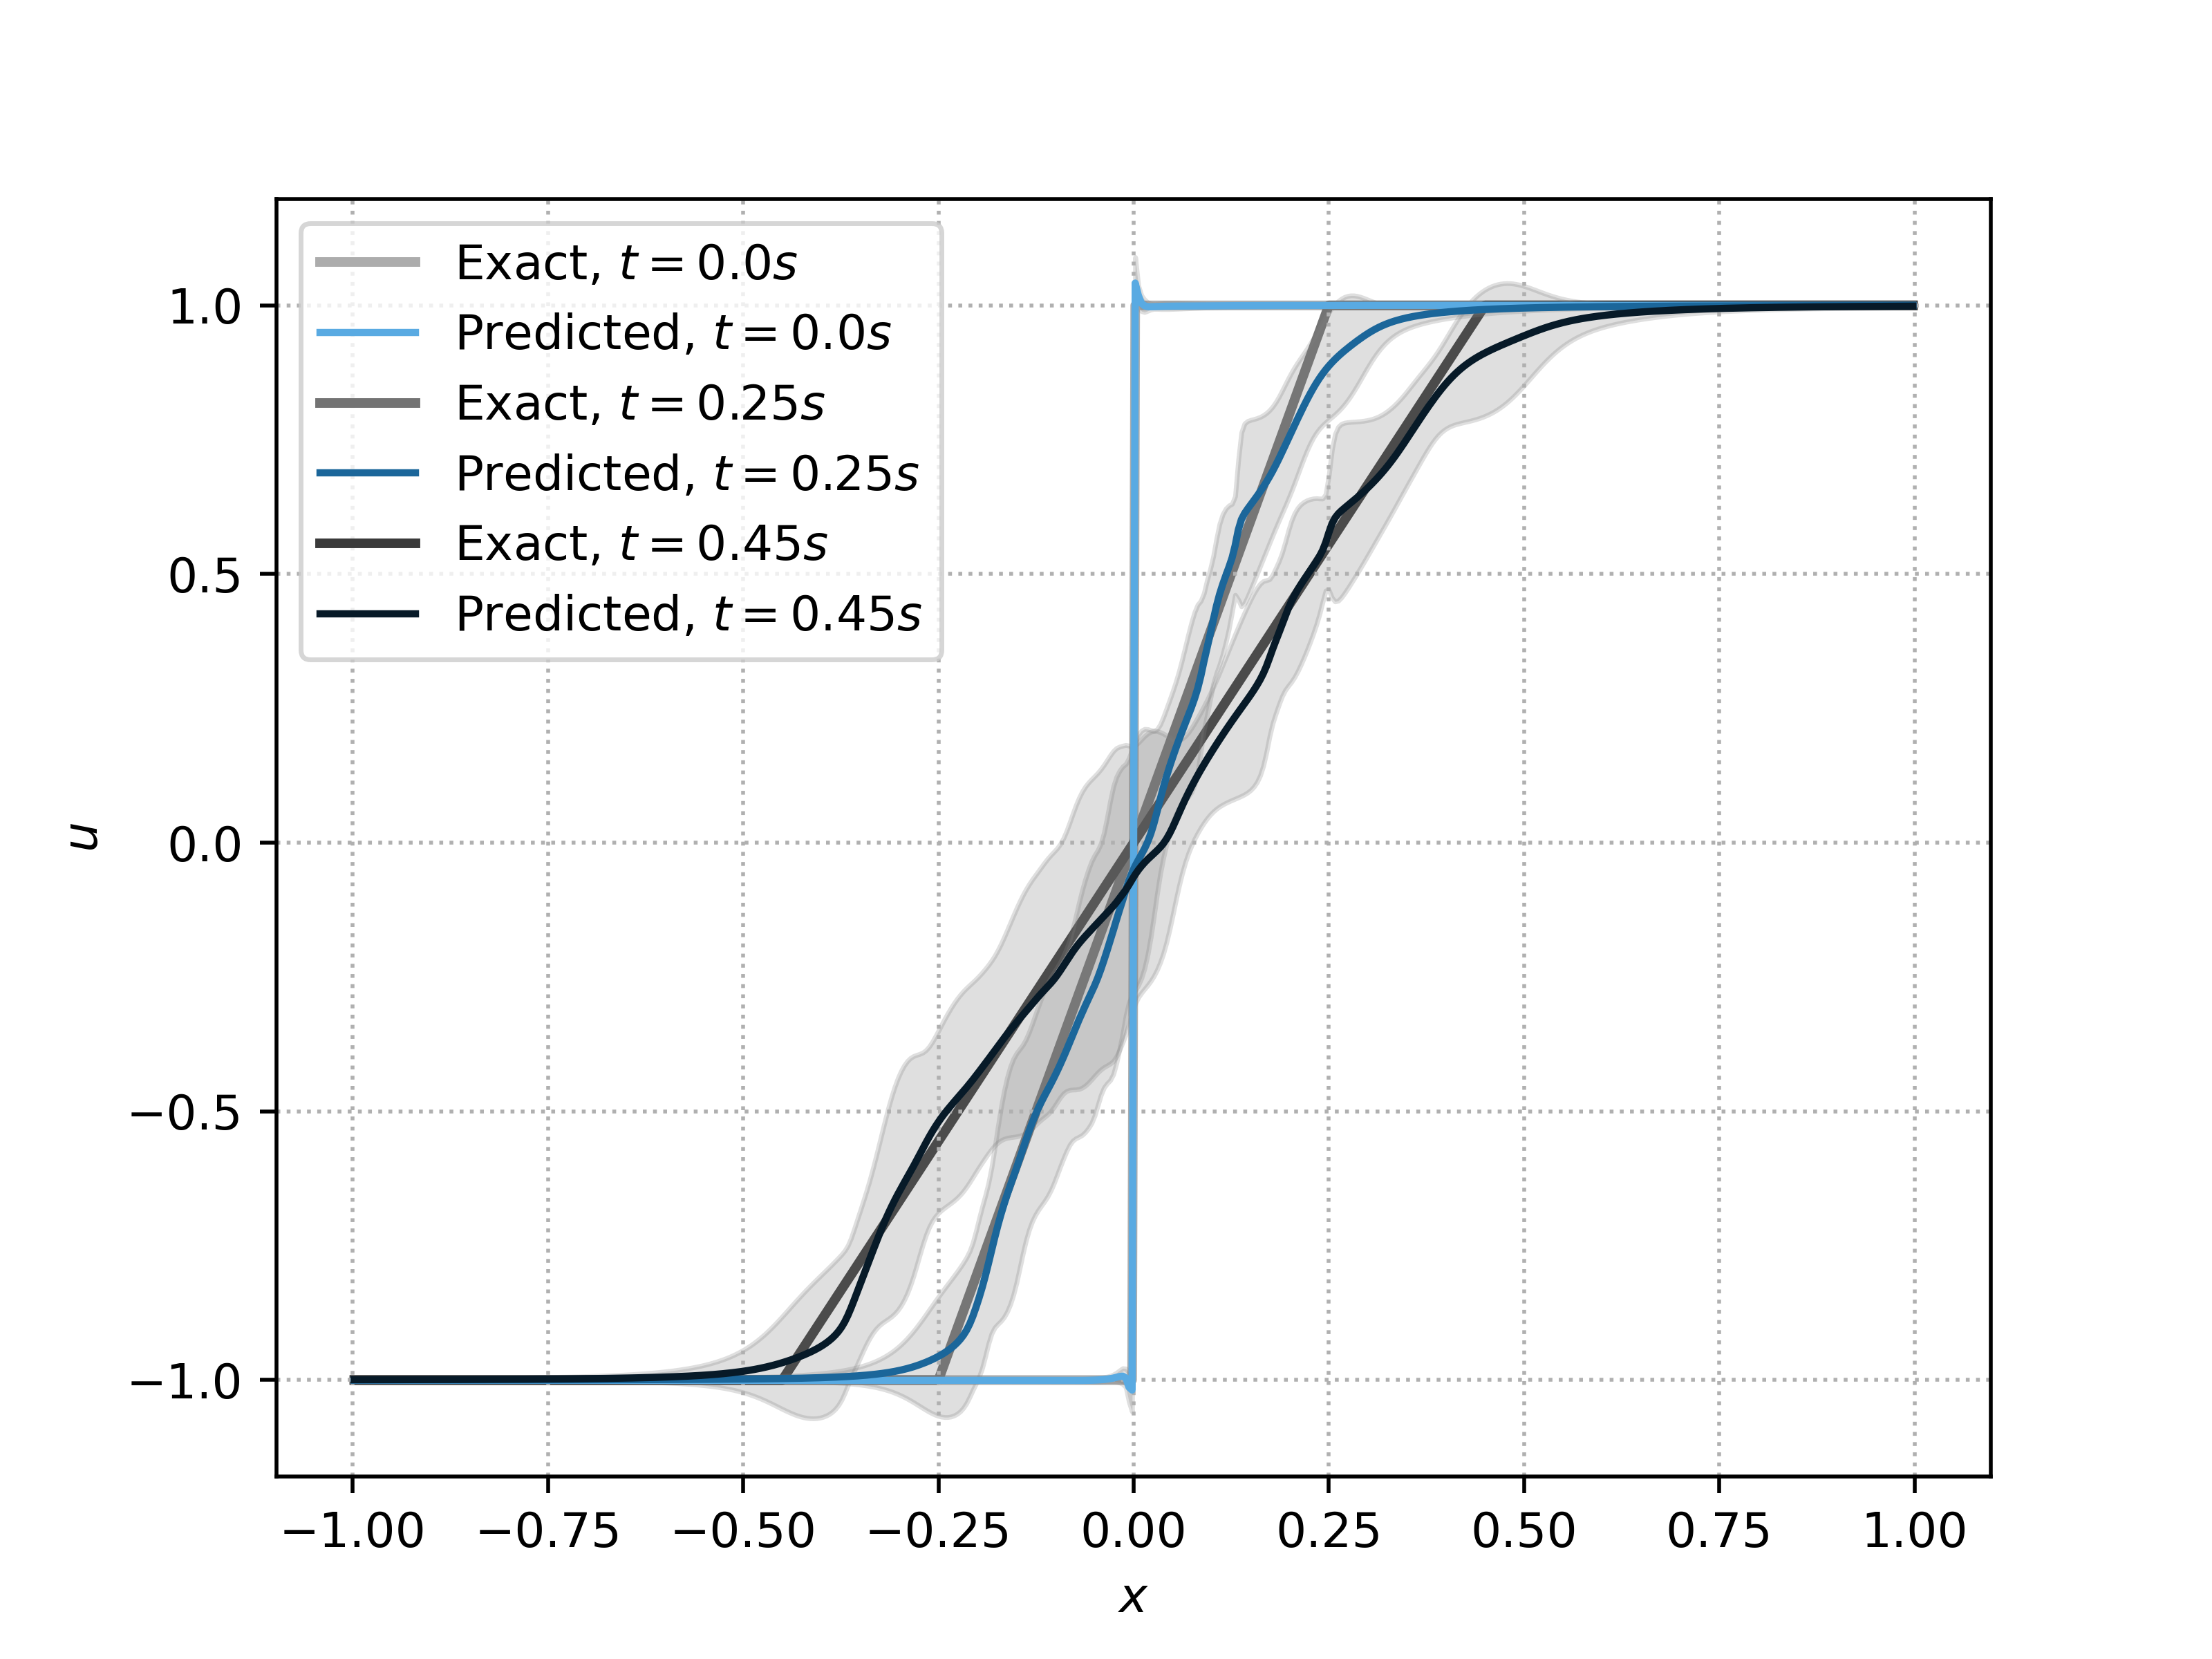 Exact, t = 0.0s
Predicted, t = 0.0s
Exact, t = 0.25s
Predicted, t = 0.25s
Exact, t = 0.45s
Predicted, t = 0.45s
1.0
0.5
0.0
−0.5
−1.0
u
−1.00 −0.75 −0.50 −0.25 0.00 0.25 0.50 0.75 1.00
x